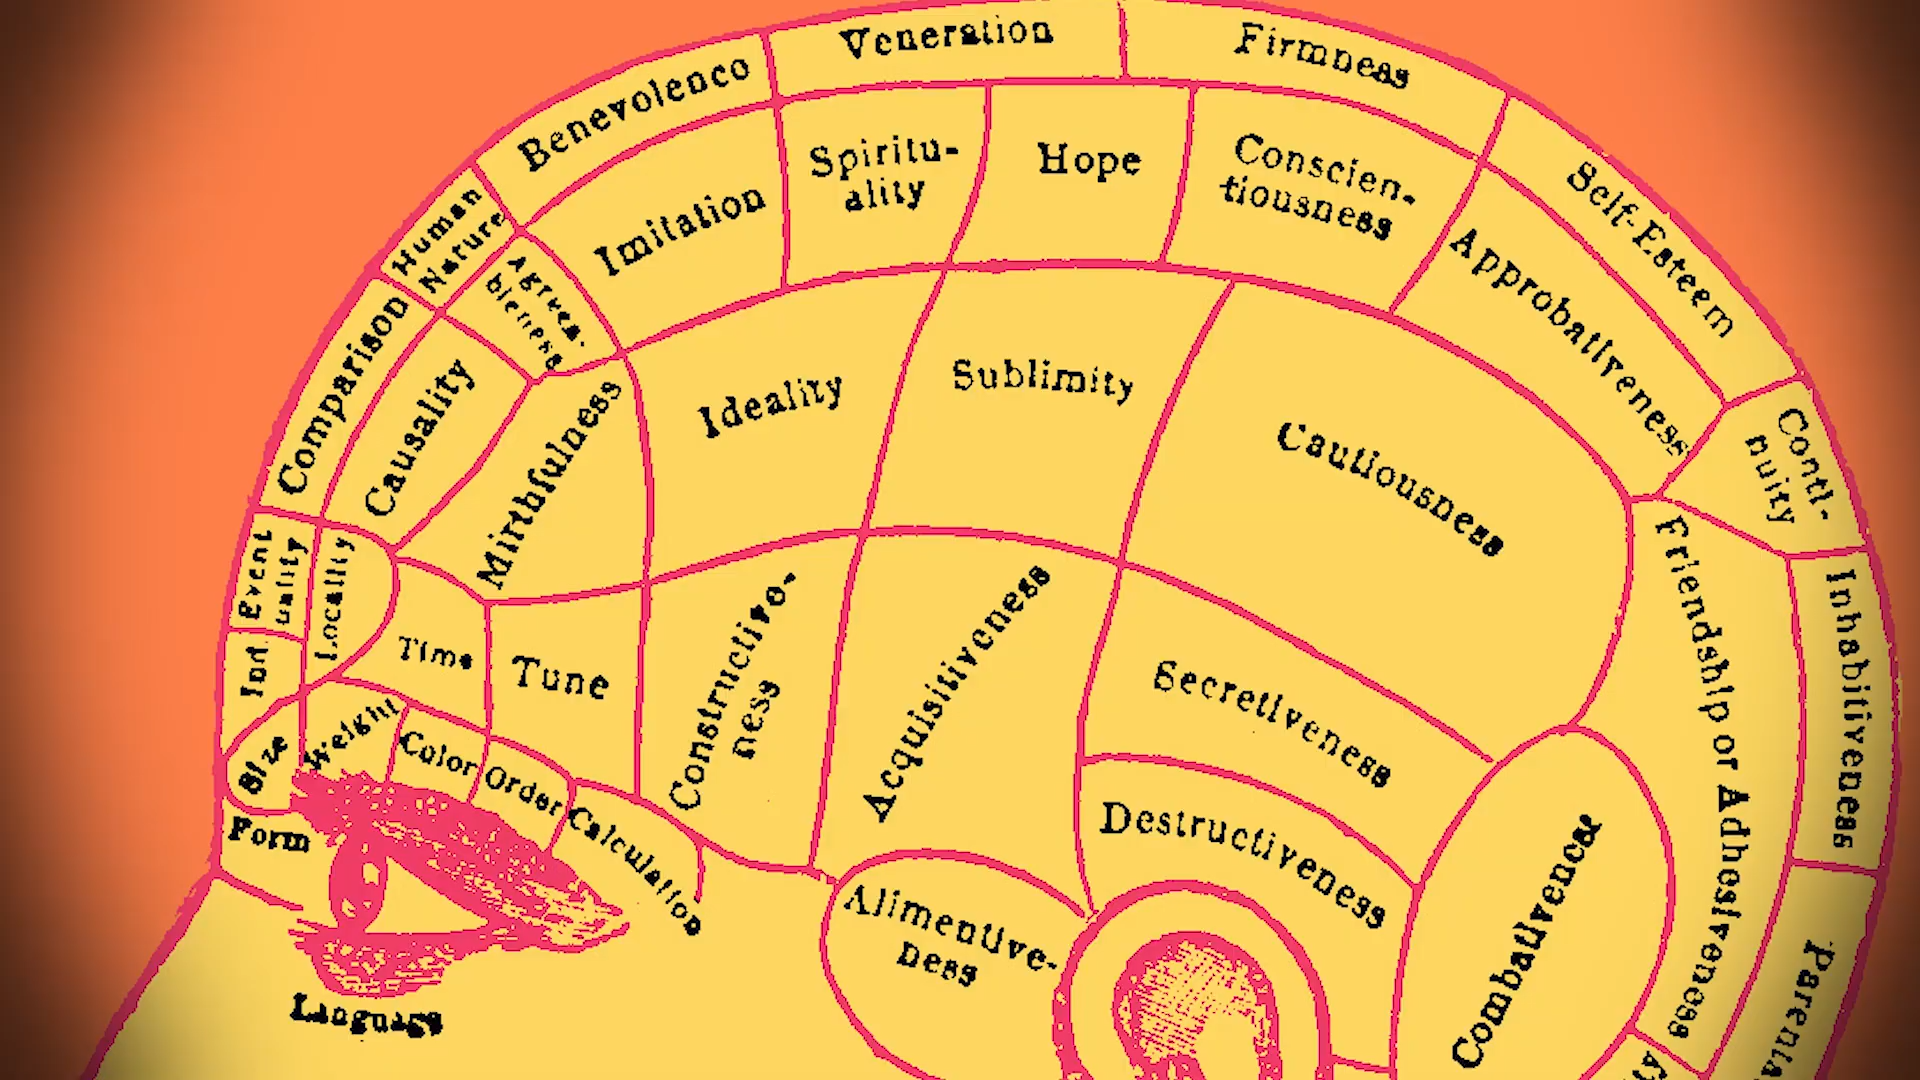 Veneration
Firmness
Benevolence
Self-Esteem
Spiritu-
ality
Hope
Conscien-
tiousness
Imitation
Human
Nature
Agreea-
bleness
Approbativeness
Comparison
Causality
Mirthfulness
Ideality
Sublimity
Cautiousness
Conti-
nuity
Event
uality
Locality
Ind.
Time
Tune
Constructive-
ness
Acquisitiveness
Secretiveness
Friendship or Adhesiveness
Inhabitiveness
Size
Weight
Color
Order
Calculation
Form
Destructiveness
Combativeness
Alimentive-
ness
Language
Parenta